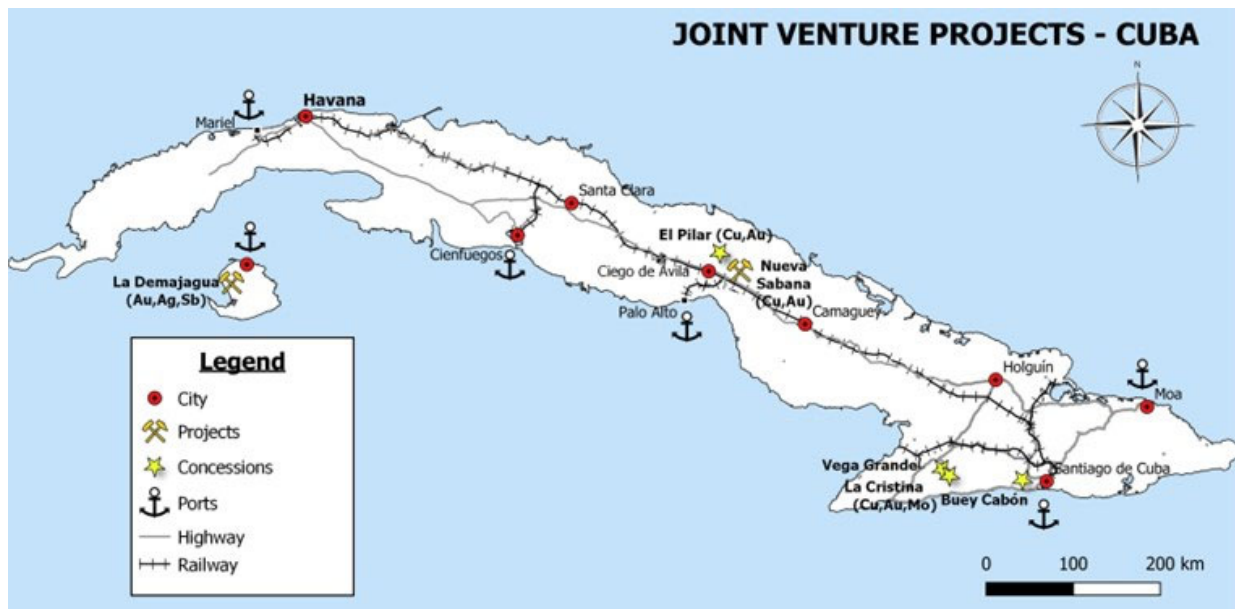 JOINT VENTURE PROJECTS - CUBA
N
Havana
Mariel
Santa Clara
El Pilar (Cu,Au)
Cienfuegos
Ciego de Ávila
Nueva
Sabana
(Cu,Au)
La Demajagua
(Au,Ag,Sb)
Palo Alto
Camaguey
Holguín
Moa
Vega Grande
Santiago de Cuba
La Cristina
(Cu,Au,Mo)
Buey Cabón
Legend
City
Projects
Concessions
Ports
Highway
Railway
0 100 200 km